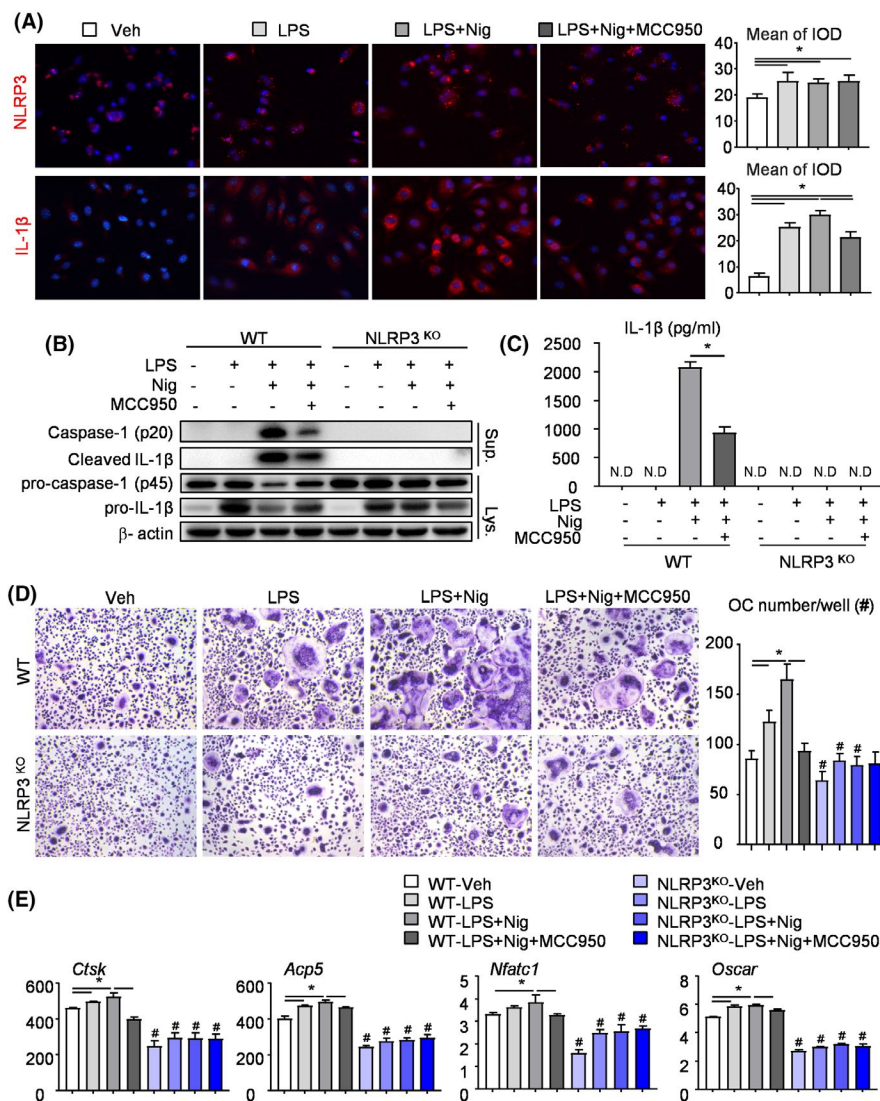 (A)
Veh
LPS
LPS+Nig
LPS+Nig+MCC950
NLRP3
Mean of IOD
40
30
20
10
0
*
IL-1β
Mean of IOD
40
30
20
10
0
*
(B)
WT
NLRP3 KO
LPS - + + + - + + +
Nig - - + + - - + +
MCC950 - - - + - - - +
Caspase-1 (p20)
Cleaved IL-1β
Sup.
pro-caspase-1 (p45)
pro-IL-1β
β- actin
Lys.
(C)
IL-1β (pg/ml)
2500
2000
1500
1000
500
0
*
N.D N.D N.D N.D N.D N.D
LPS - + + + - + + +
Nig - - + + - - + +
MCC950 - - - + - - - +
WT
NLRP3 KO
(D)
Veh
LPS
LPS+Nig
LPS+Nig+MCC950
WT
NLRP3 KO
OC number/well (#)
200
150
100
50
0
*
# # #
WT-Veh
WT-LPS
WT-LPS+Nig
WT-LPS+Nig+MCC950
NLRP3KO-Veh
NLRP3KO-LPS
NLRP3KO-LPS+Nig
NLRP3KO-LPS+Nig+MCC950
(E)
Ctsk
600
400
200
0
*
# # # #
Acp5
600
400
200
0
*
# # # #
Nfatc1
5
4
3
2
1
0
*
# # # #
Oscar
8
6
4
2
0
*
# # # #